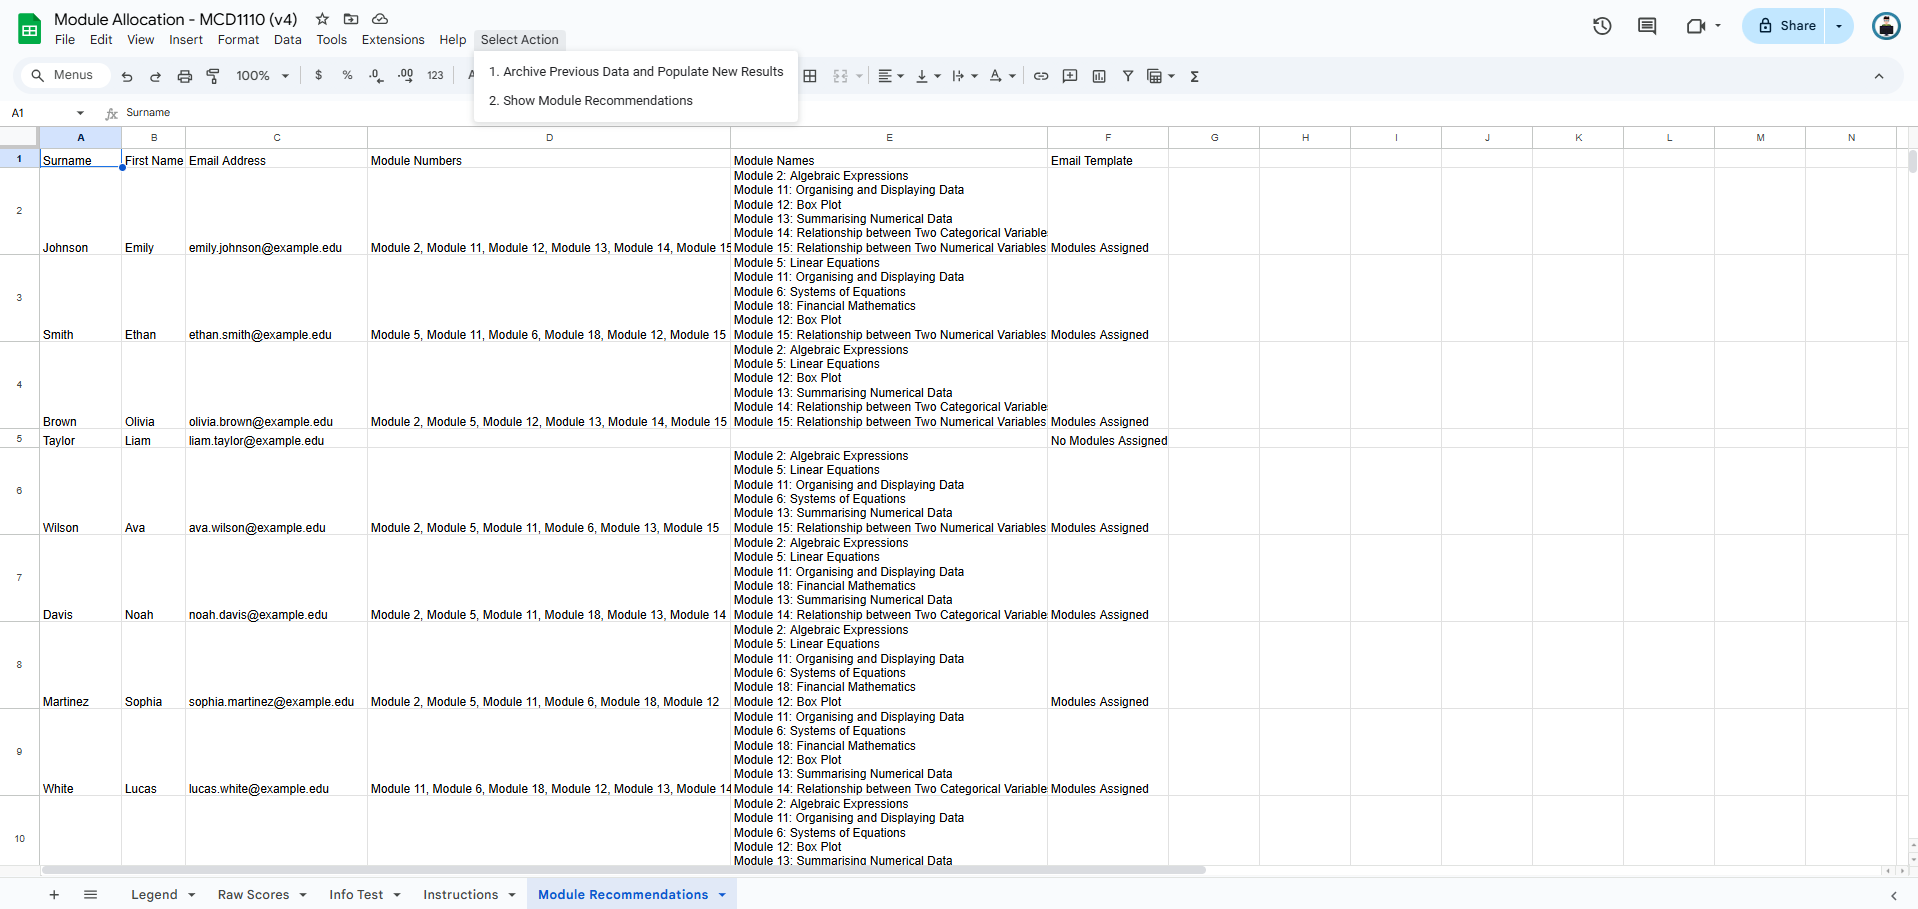 Module Allocation - MCD1110 (v4)
File Edit View Insert Format Data Tools Extensions Help Select Action
Share
Menus
100%
$ % .0 .00 123
1. Archive Previous Data and Populate New Results
2. Show Module Recommendations
A1
fx Surname
A B C D E F G H I J K L M N
1 Surname First Name Email Address Module Numbers Module Names Email Template
Module 2: Algebraic Expressions
Module 11: Organising and Displaying Data
2 Module 12: Box Plot
Module 13: Summarising Numerical Data
Module 14: Relationship between Two Categorical Variable
Johnson Emily emily.johnson@example.edu Module 2, Module 11, Module 12, Module 13, Module 14, Module 15 Module 15: Relationship between Two Numerical Variables Modules Assigned
Module 5: Linear Equations
Module 11: Organising and Displaying Data
3 Module 6: Systems of Equations
Module 18: Financial Mathematics
Module 12: Box Plot
Smith Ethan ethan.smith@example.edu Module 5, Module 11, Module 6, Module 18, Module 12, Module 15 Module 15: Relationship between Two Numerical Variables Modules Assigned
Module 2: Algebraic Expressions
Module 5: Linear Equations
4 Module 12: Box Plot
Module 13: Summarising Numerical Data
Module 14: Relationship between Two Categorical Variable
Brown Olivia olivia.brown@example.edu Module 2, Module 5, Module 12, Module 13, Module 14, Module 15 Module 15: Relationship between Two Numerical Variables Modules Assigned
5 Taylor Liam liam.taylor@example.edu No Modules Assigned
Module 2: Algebraic Expressions
Module 5: Linear Equations
6 Module 11: Organising and Displaying Data
Module 6: Systems of Equations
Module 13: Summarising Numerical Data
Wilson Ava ava.wilson@example.edu Module 2, Module 5, Module 11, Module 6, Module 13, Module 15 Module 15: Relationship between Two Numerical Variables Modules Assigned
Module 2: Algebraic Expressions
Module 5: Linear Equations
7 Module 11: Organising and Displaying Data
Module 18: Financial Mathematics
Module 13: Summarising Numerical Data
Davis Noah noah.davis@example.edu Module 2, Module 5, Module 11, Module 18, Module 13, Module 14 Module 14: Relationship between Two Categorical Variable Modules Assigned
Module 2: Algebraic Expressions
Module 5: Linear Equations
8 Module 11: Organising and Displaying Data
Module 6: Systems of Equations
Module 18: Financial Mathematics
Martinez Sophia sophia.martinez@example.edu Module 2, Module 5, Module 11, Module 6, Module 18, Module 12 Module 12: Box Plot Modules Assigned
Module 11: Organising and Displaying Data
Module 6: Systems of Equations
9 Module 18: Financial Mathematics
Module 12: Box Plot
Module 13: Summarising Numerical Data
White Lucas lucas.white@example.edu Module 11, Module 6, Module 18, Module 12, Module 13, Module 14 Module 14: Relationship between Two Categorical Variable Modules Assigned
Module 2: Algebraic Expressions
Module 11: Organising and Displaying Data
10 Module 6: Systems of Equations
Module 12: Box Plot
Module 13: Summarising Numerical Data
Legend Raw Scores Info Test Instructions Module Recommendations